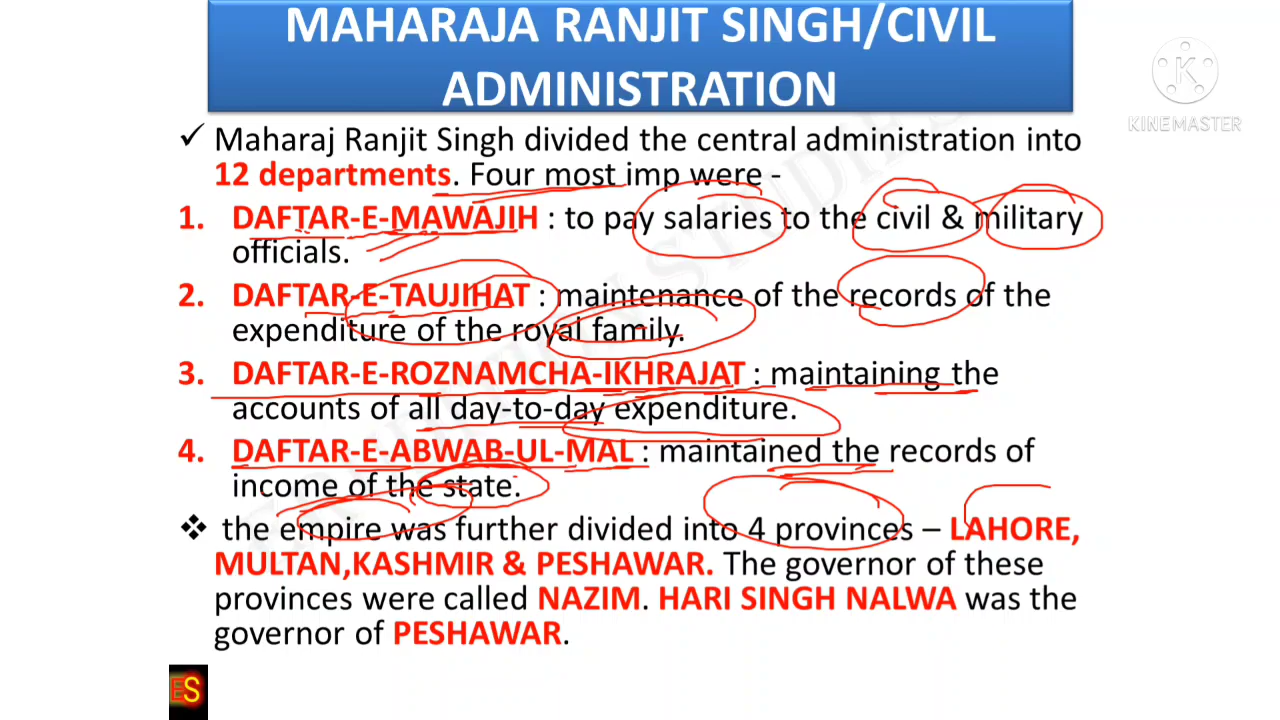 MAHARAJA RANJIT SINGH/CIVIL
ADMINISTRATION
KINEMASTER
✓ Maharaj Ranjit Singh divided the central administration into
12 departments. Four most imp were -
1. DAFTAR-E-MAWAJIH : to pay salaries to the civil & military
officials.
2. DAFTAR-E-TAUJIHAT : maintenance of the records of the
expenditure of the royal family.
3. DAFTAR-E-ROZNAMCHA-IKHRAJAT : maintaining the
accounts of all day-to-day expenditure.
4. DAFTAR-E-ABWAB-UL-MAL : maintained the records of
income of the state.
❖ the empire was further divided into 4 provinces – LAHORE,
MULTAN,KASHMIR & PESHAWAR. The governor of these
provinces were called NAZIM. HARI SINGH NALWA was the
governor of PESHAWAR.
ES